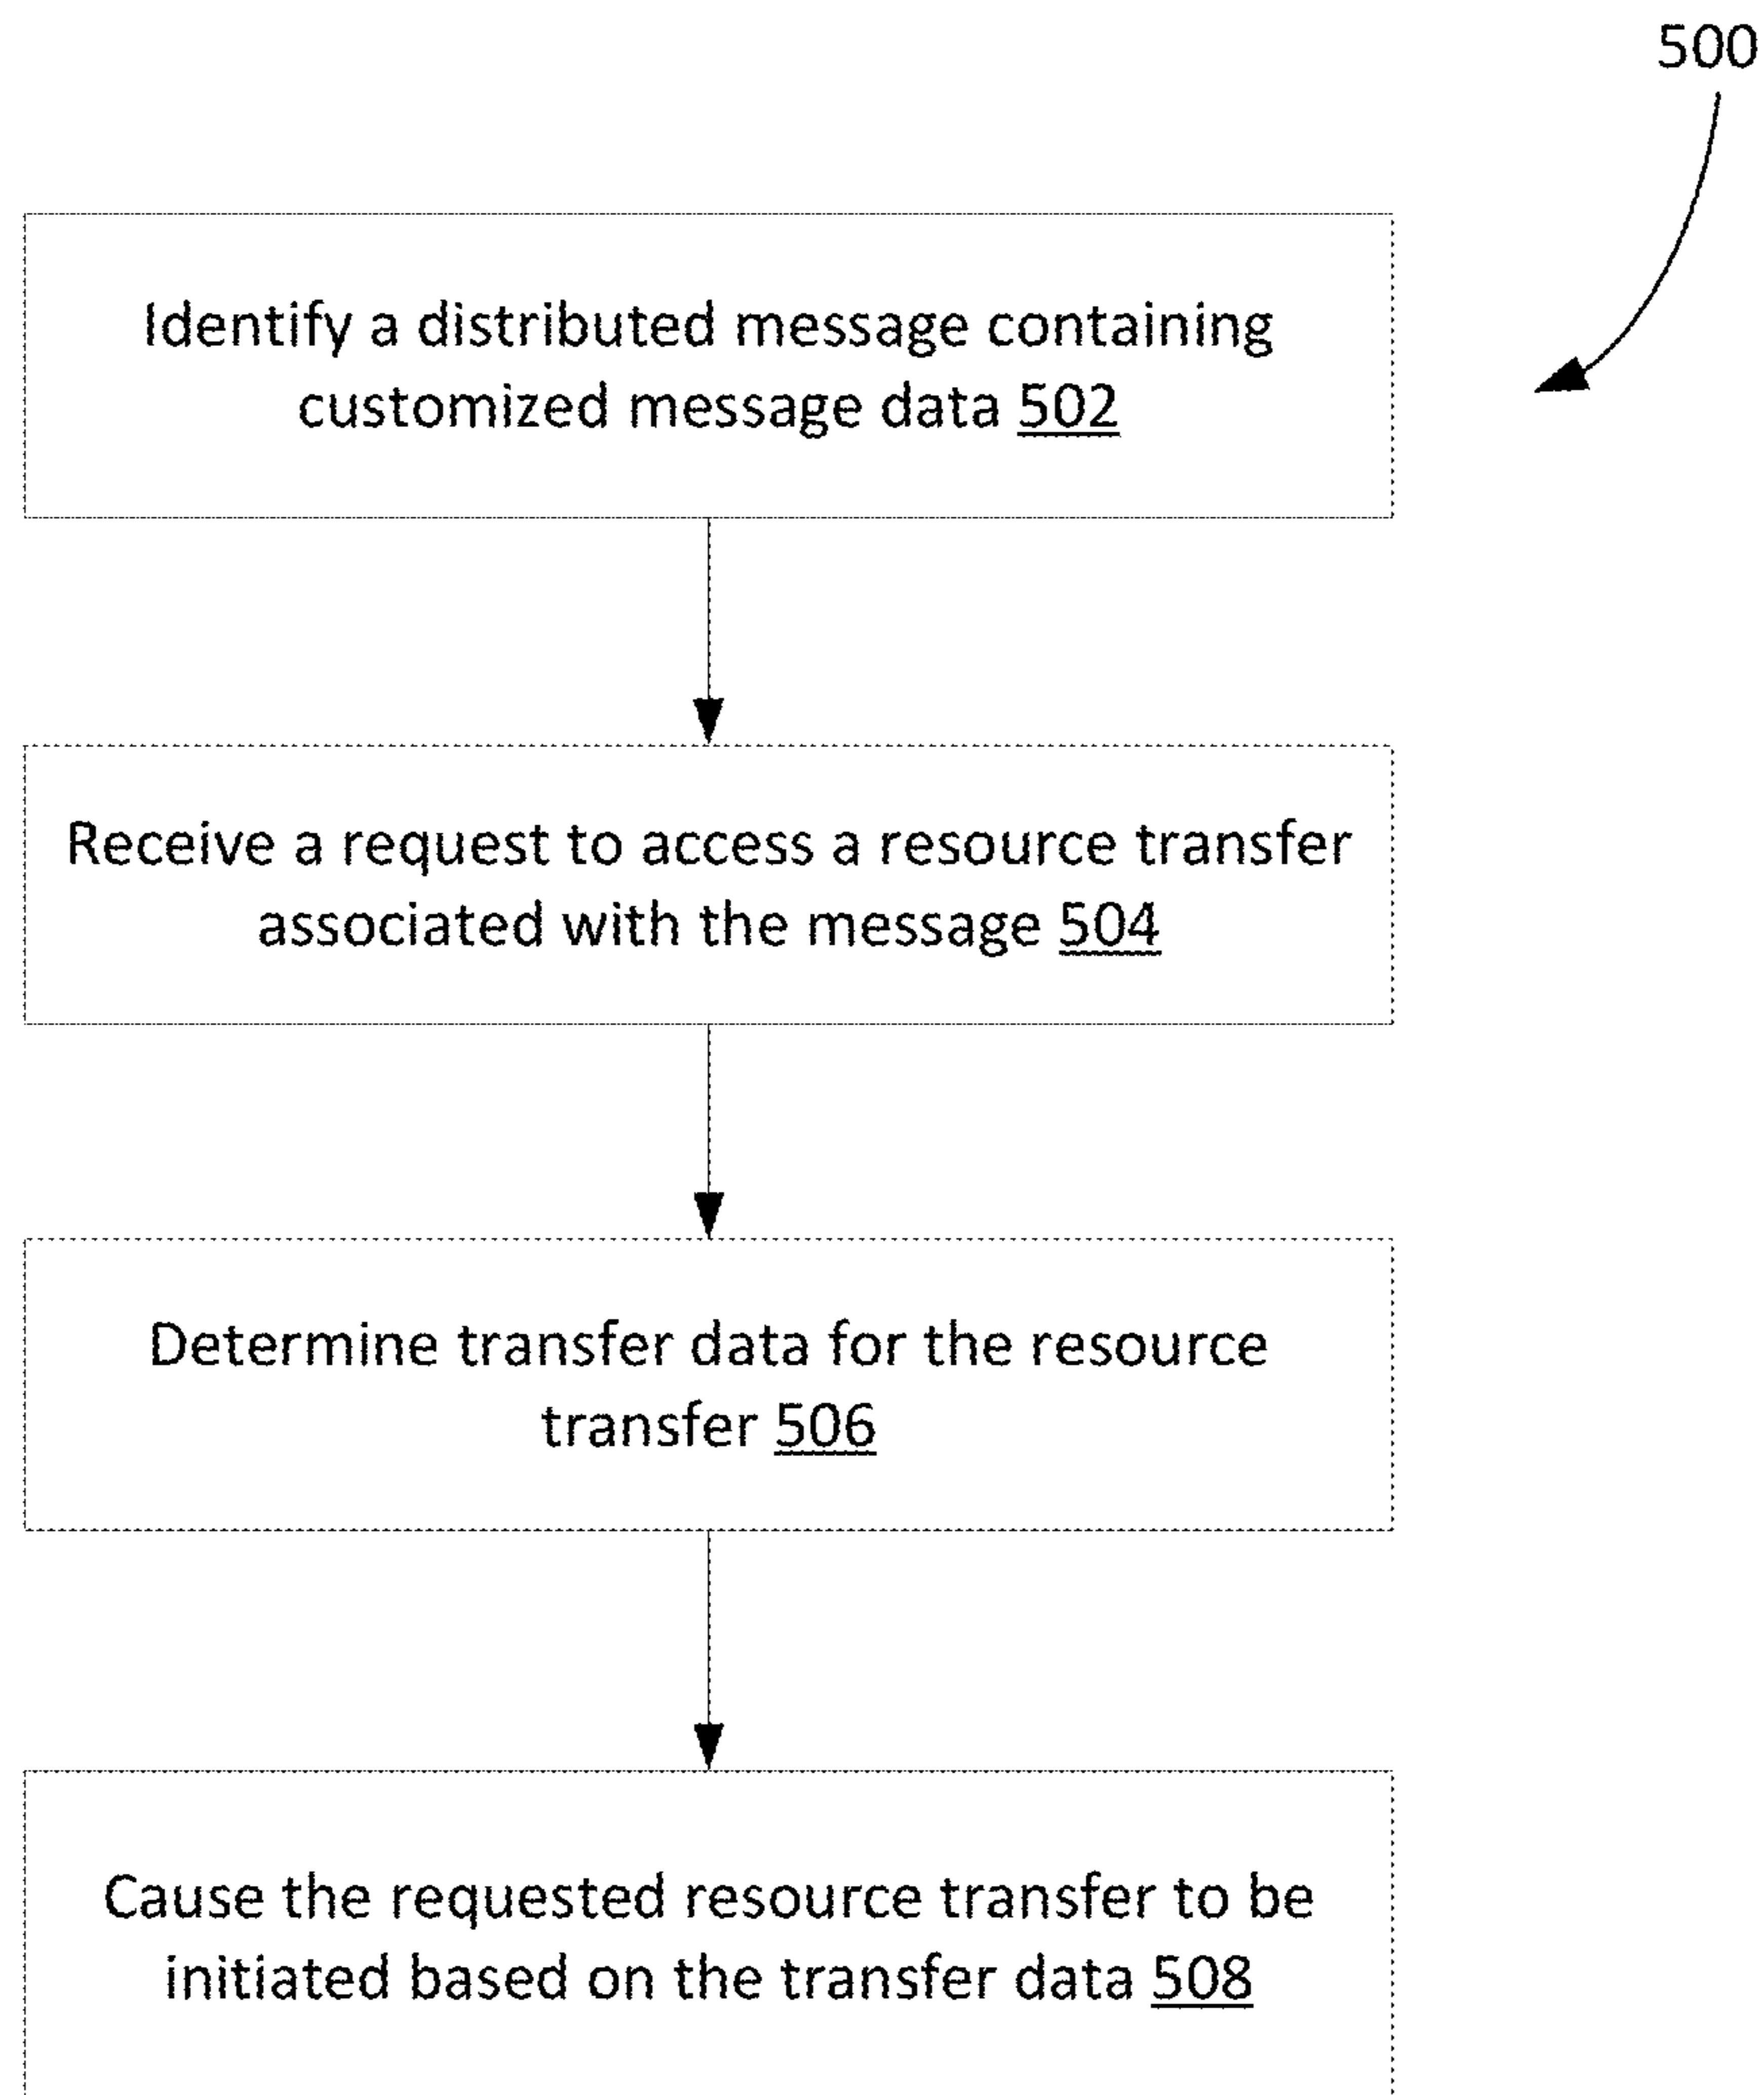 500
Identify a distributed message containing
customized message data 502
Receive a request to access a resource transfer
associated with the message 504
Determine transfer data for the resource
transfer 506
Cause the requested resource transfer to be
initiated based on the transfer data 508